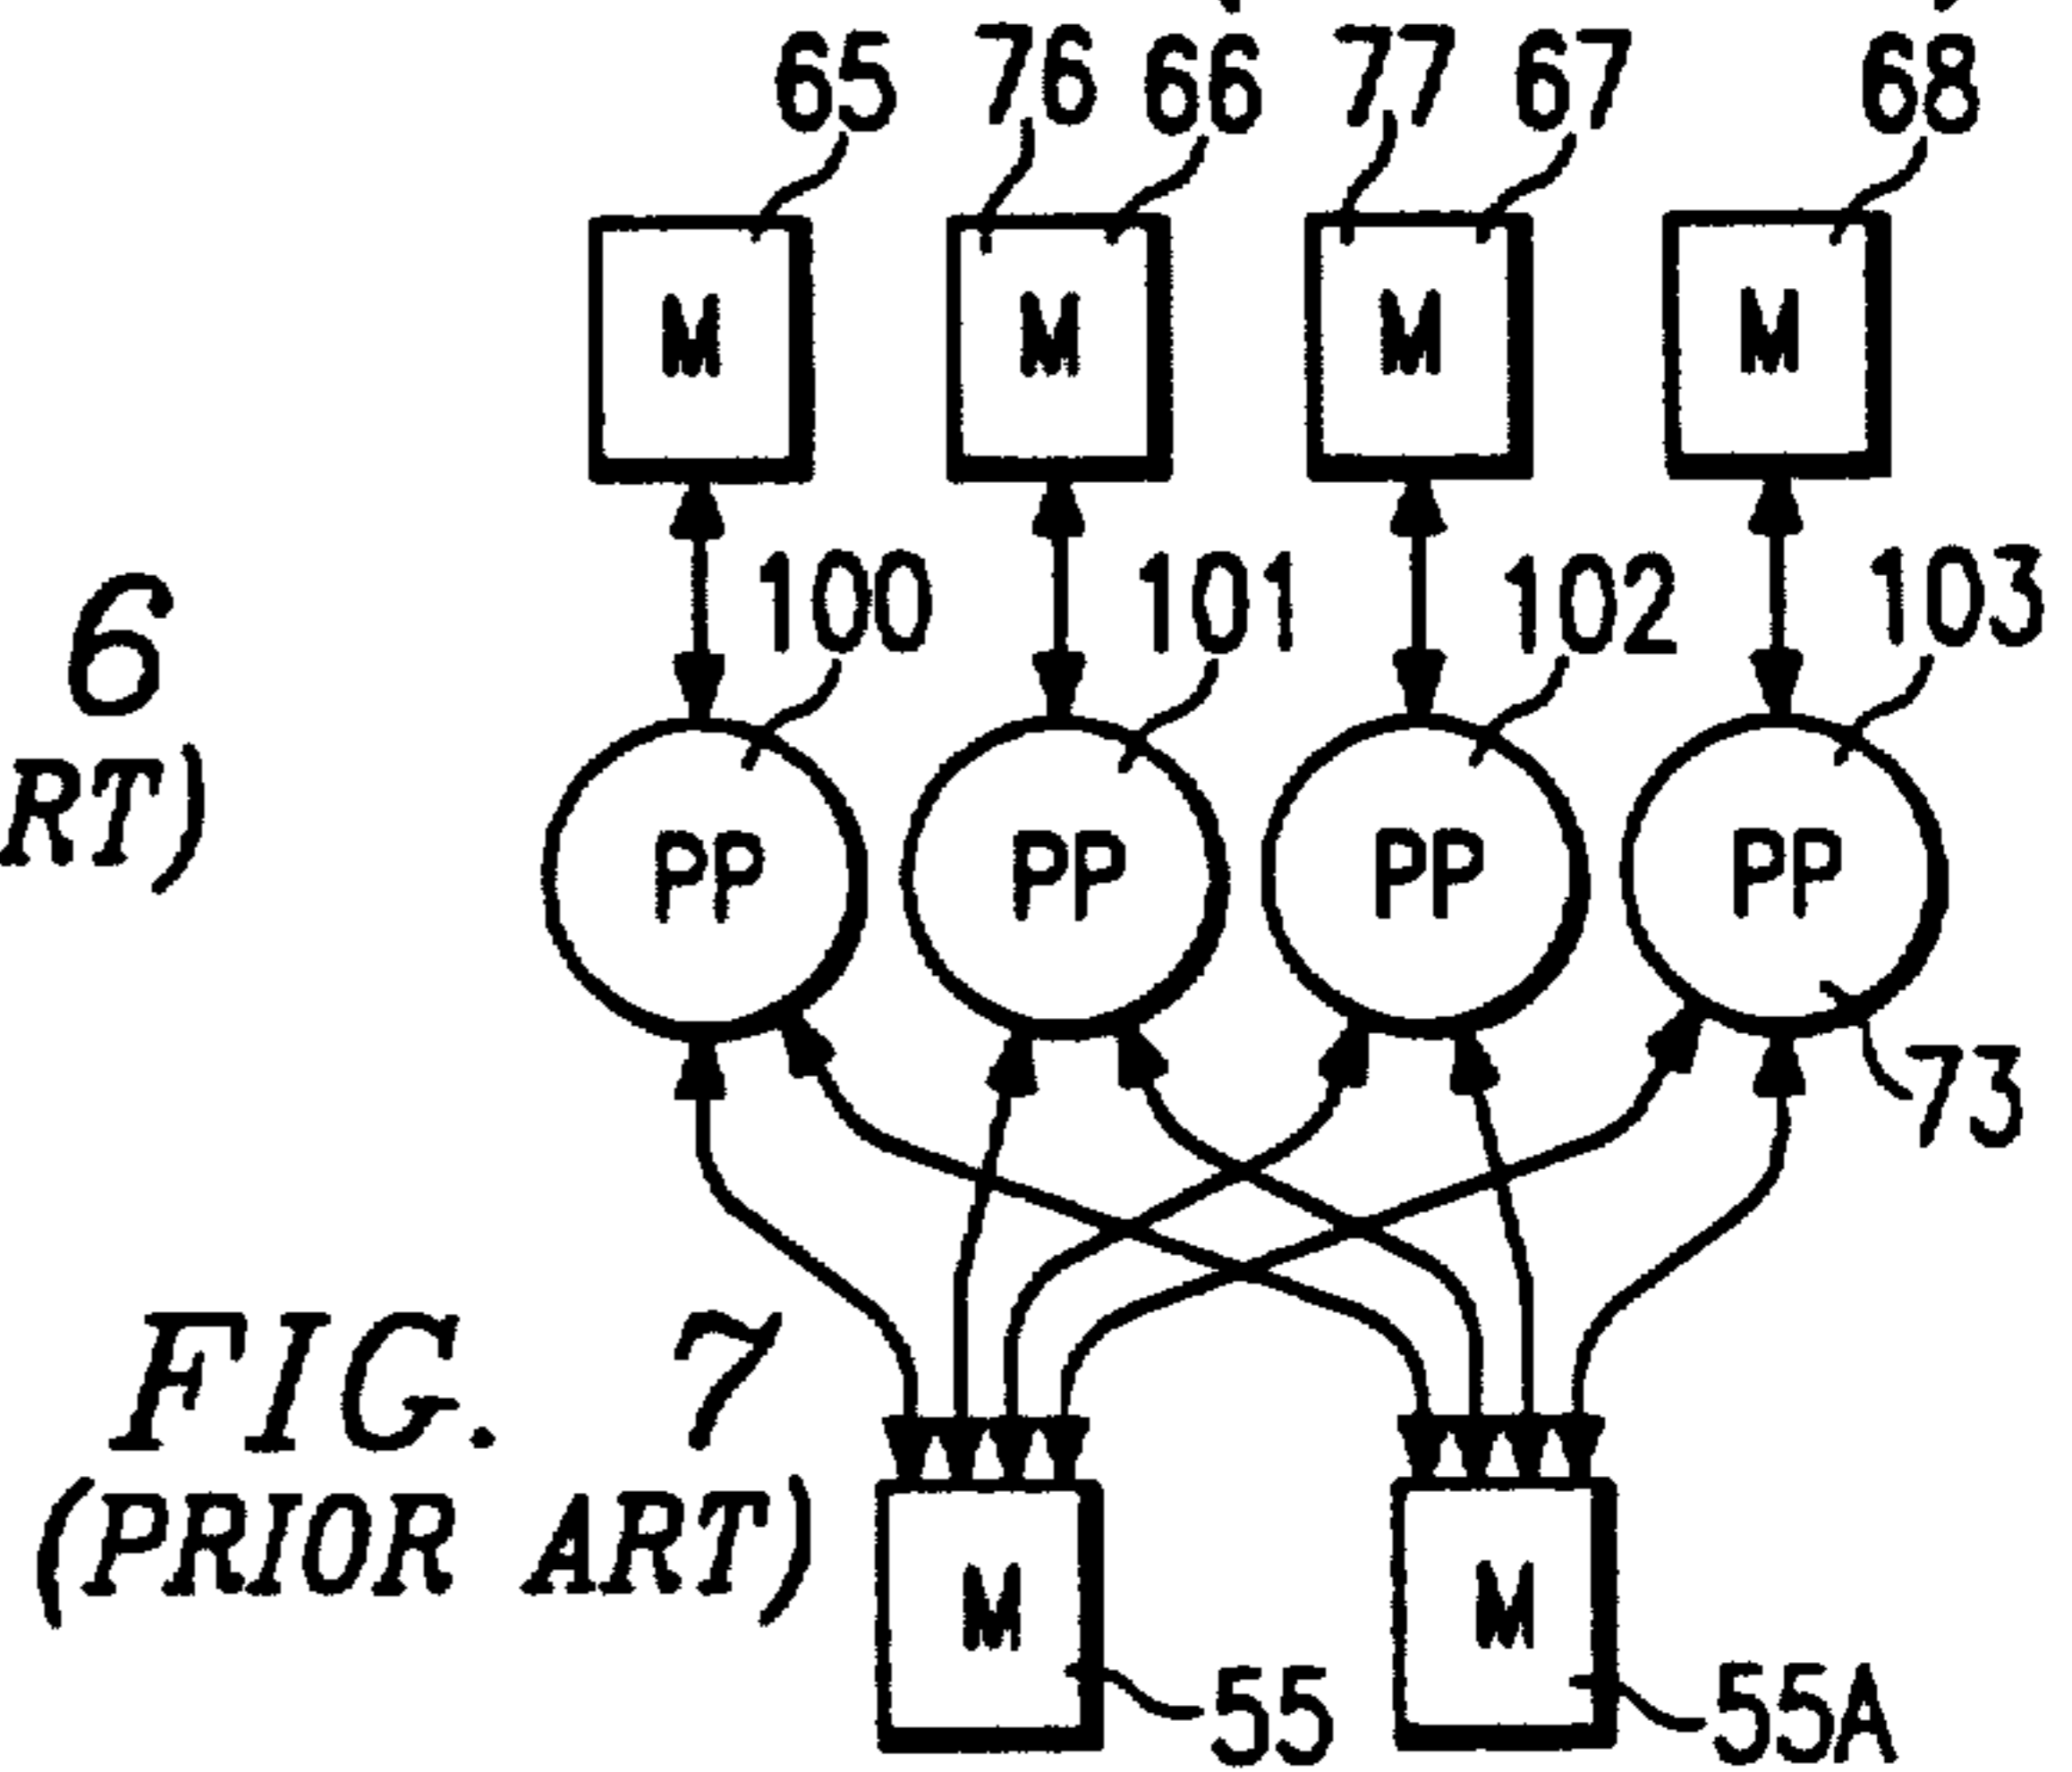 65 76 66 77 67 68
M M M M
100 101 102 103
6
RT)
PP PP PP PP
73
FIG. 7
(PRIOR ART)
M M
55 55A